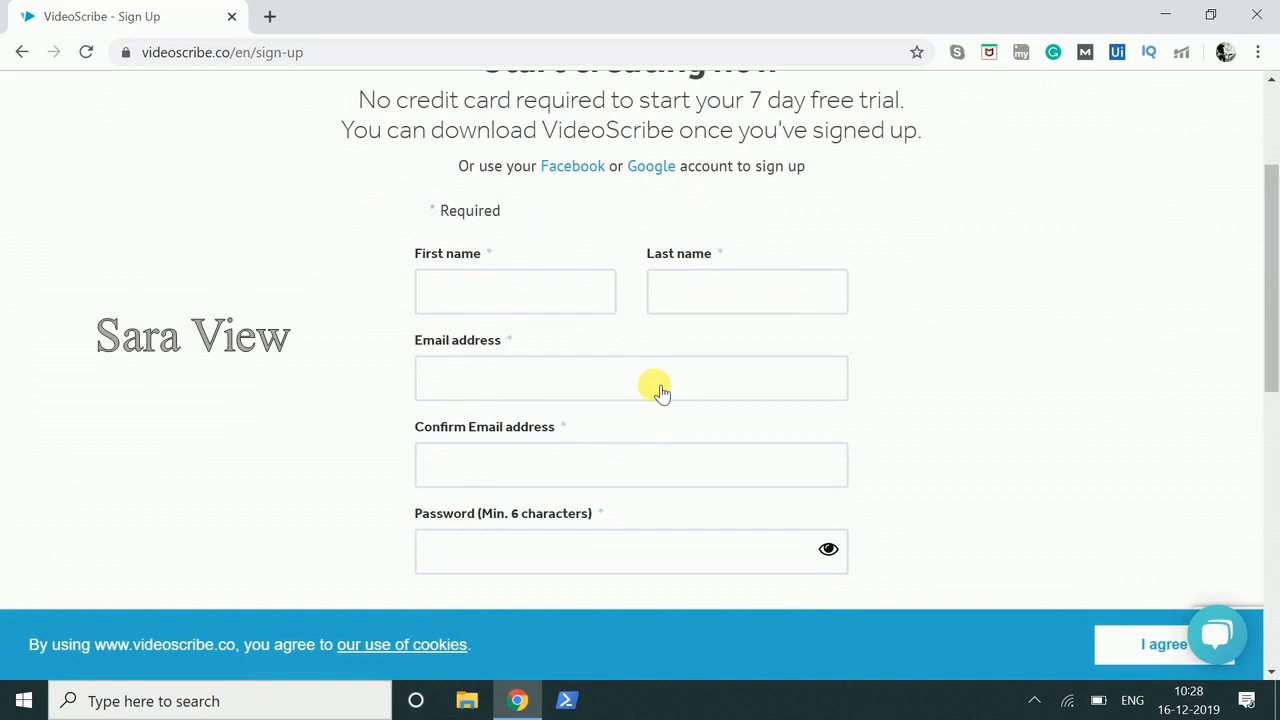 VideoScribe - Sign Up
videoscribe.co/en/sign-up
Start creating now
No credit card required to start your 7 day free trial.
You can download VideoScribe once you've signed up.
Or use your Facebook or Google account to sign up
* Required
First name *
Last name *
Sara View
Email address *
Confirm Email address *
Password (Min. 6 characters) *
By using www.videoscribe.co, you agree to our use of cookies.
I agree
Type here to search
ENG
10:28
16-12-2019